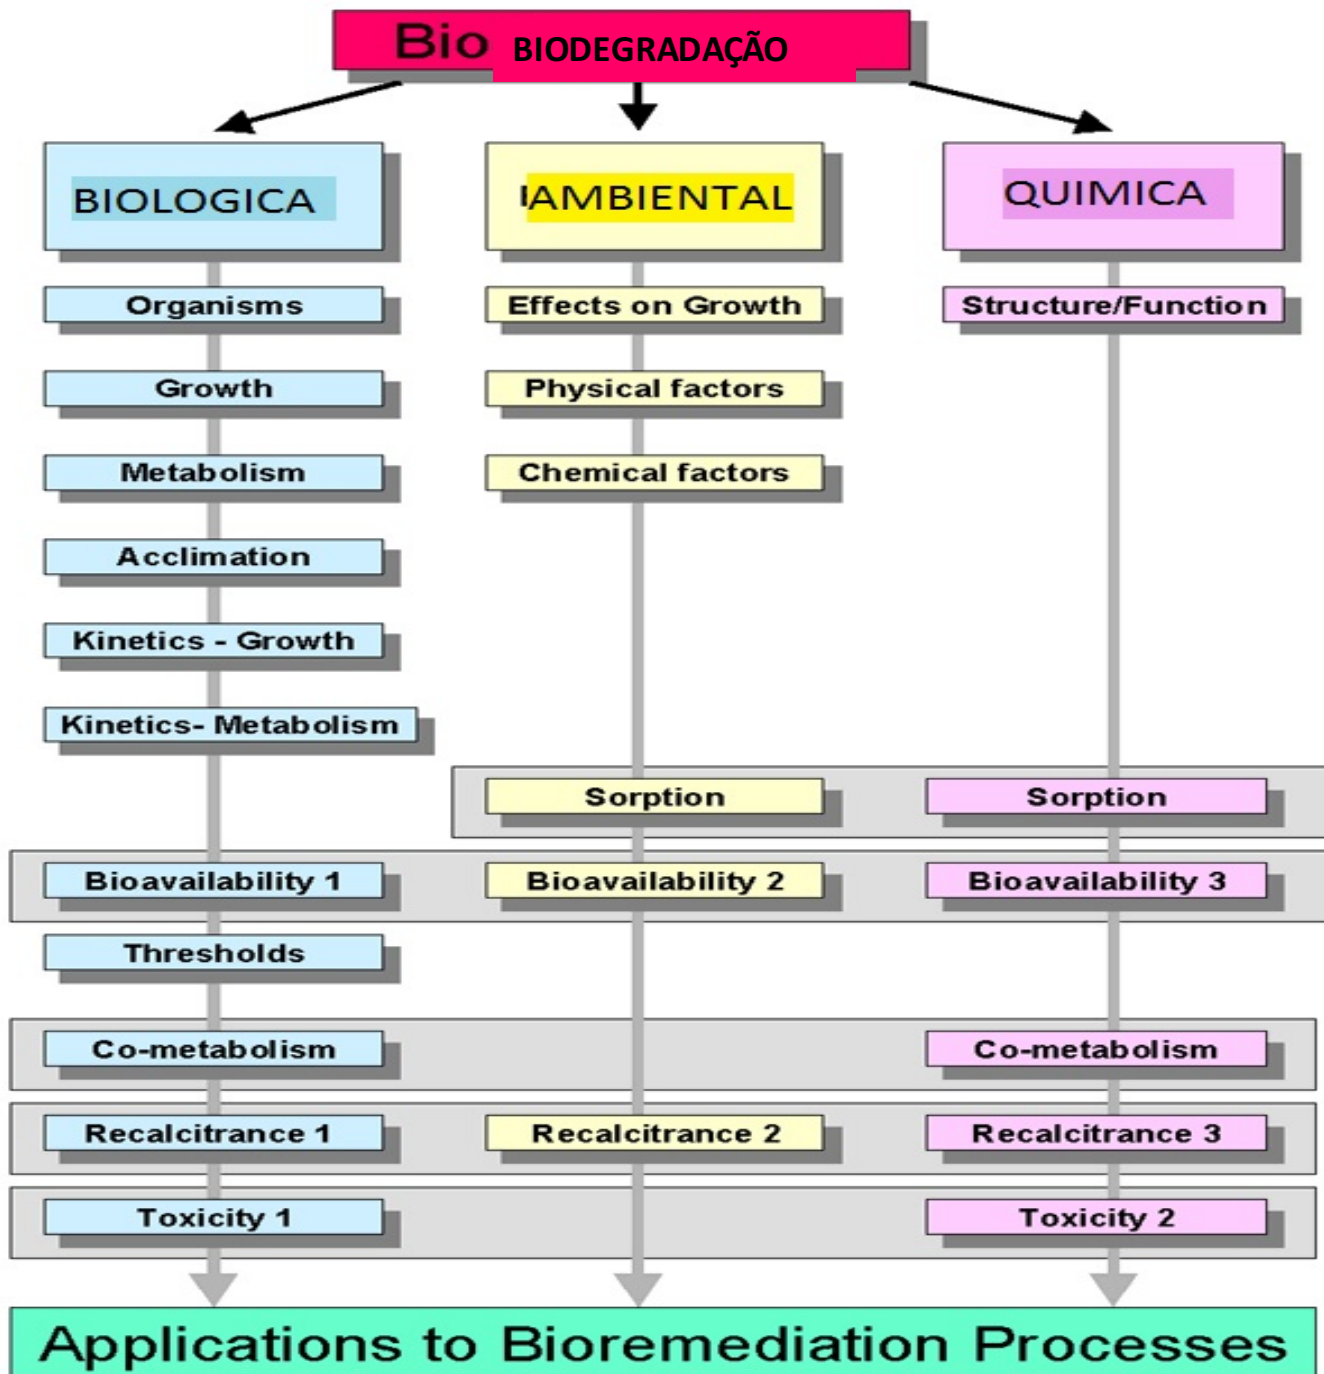 Bio BIODEGRADAÇÃO
BIOLOGICA
AMBIENTAL
QUIMICA
Organisms
Effects on Growth
Structure/Function
Growth
Physical factors
Metabolism
Chemical factors
Acclimation
Kinetics - Growth
Kinetics- Metabolism
Sorption
Sorption
Bioavailability 1
Bioavailability 2
Bioavailability 3
Thresholds
Co-metabolism
Co-metabolism
Recalcitrance 1
Recalcitrance 2
Recalcitrance 3
Toxicity 1
Toxicity 2
Applications to Bioremediation Processes